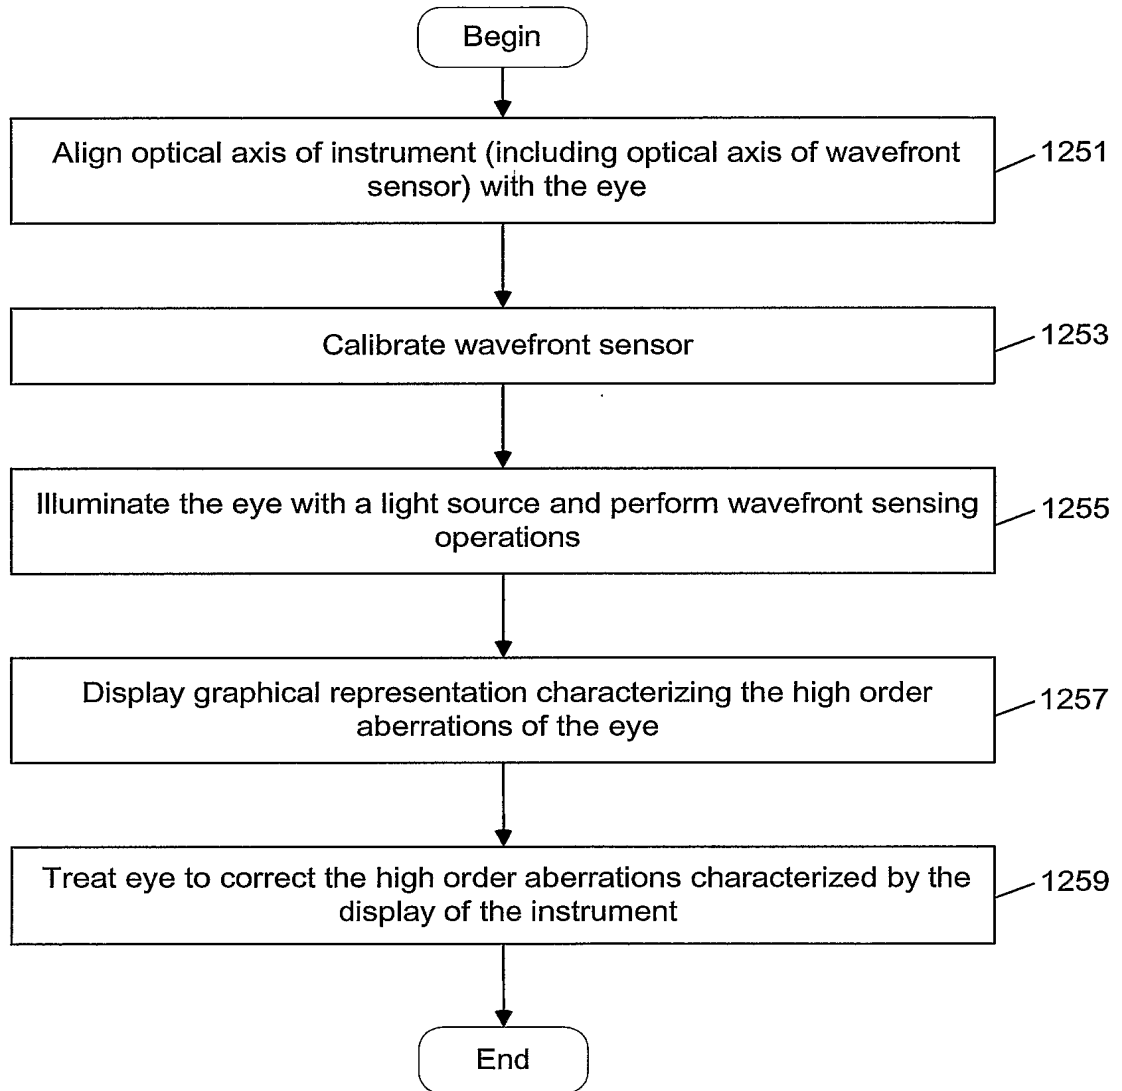 Begin
Align optical axis of instrument (including optical axis of wavefront
sensor) with the eye
1251
Calibrate wavefront sensor
1253
Illuminate the eye with a light source and perform wavefront sensing
operations
1255
Display graphical representation characterizing the high order
aberrations of the eye
1257
Treat eye to correct the high order aberrations characterized by the
display of the instrument
1259
End